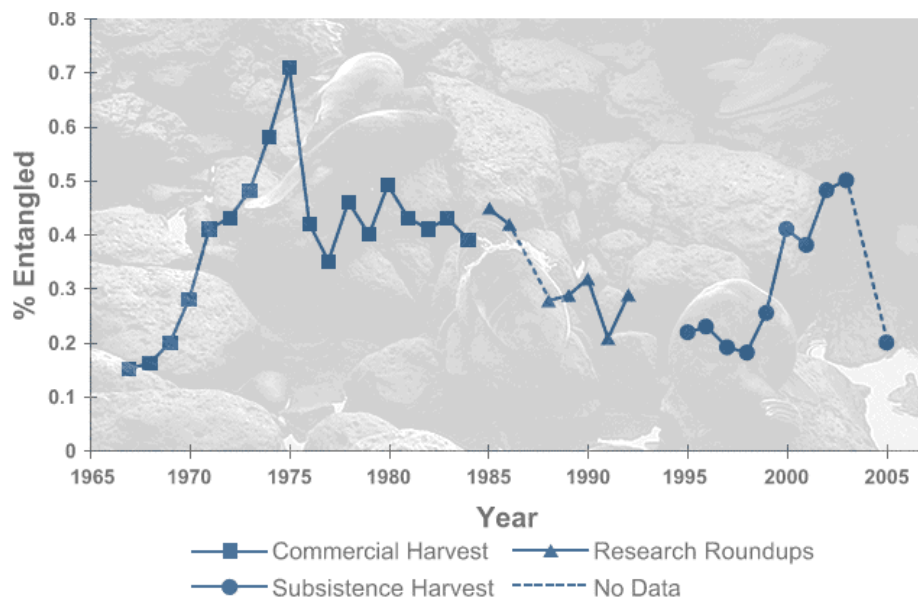 0.8
0.7
0.6
0.5
0.4
0.3
0.2
0.1
0
% Entangled
1965 1970 1975 1980 1985 1990 1995 2000 2005
Year
Commercial Harvest Research Roundups
Subsistence Harvest No Data